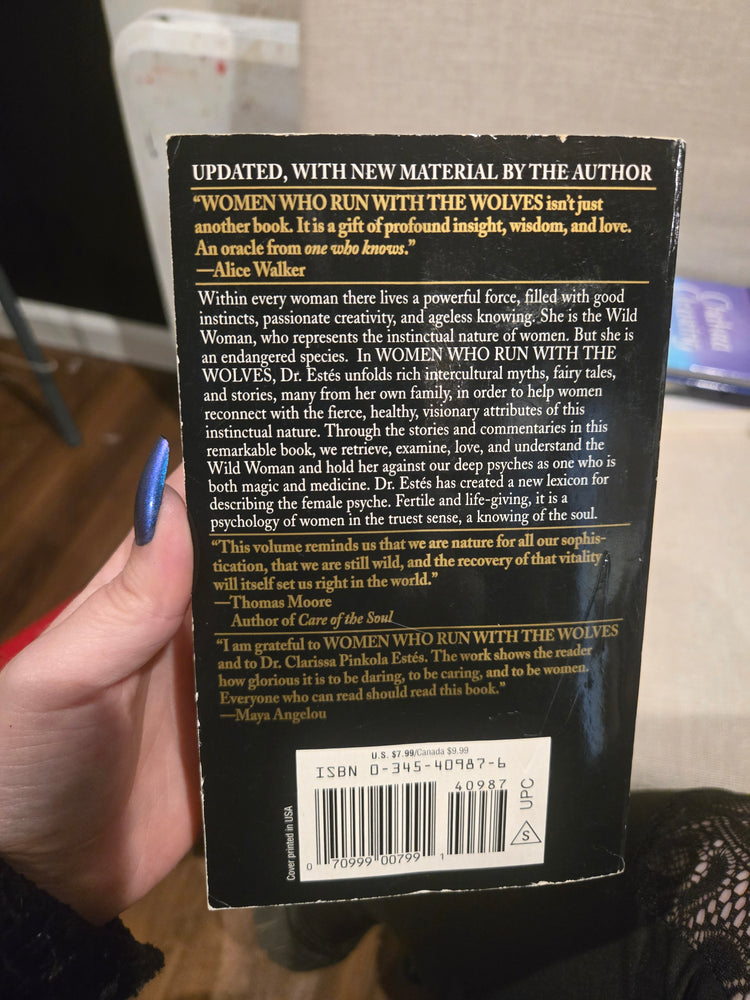 UPDATED, WITH NEW MATERIAL BY THE AUTHOR
“WOMEN WHO RUN WITH THE WOLVES isn’t just
another book. It is a gift of profound insight, wisdom, and love.
An oracle from one who knows.”
—Alice Walker
Within every woman there lives a powerful force, filled with good
instincts, passionate creativity, and ageless knowing. She is the Wild
Woman, who represents the instinctual nature of women. But she is
an endangered species. In WOMEN WHO RUN WITH THE
WOLVES, Dr. Estés unfolds rich intercultural myths, fairy tales,
and stories, many from her own family, in order to help women
reconnect with the fierce, healthy, visionary attributes of this
instinctual nature. Through the stories and commentaries in this
remarkable book, we retrieve, examine, love, and understand the
Wild Woman and hold her against our deep psyches as one who is
both magic and medicine. Dr. Estés has created a new lexicon for
describing the female psyche. Fertile and life-giving, it is a
psychology of women in the truest sense, a knowing of the soul.
“This volume reminds us that we are nature for all our sophis-
tication, that we are still wild, and the recovery of that vitality
will itself set us right in the world.”
—Thomas Moore
Author of Care of the Soul
“I am grateful to WOMEN WHO RUN WITH THE WOLVES
and to Dr. Clarissa Pinkola Estés. The work shows the reader
how glorious it is to be daring, to be caring, and to be women.
Everyone who can read should read this book.”
—Maya Angelou
U.S. $7.99/Canada $9.99
ISBN 0-345-40987-6
40987
0 70999 00799 1
UPC
S
Cover printed in USA